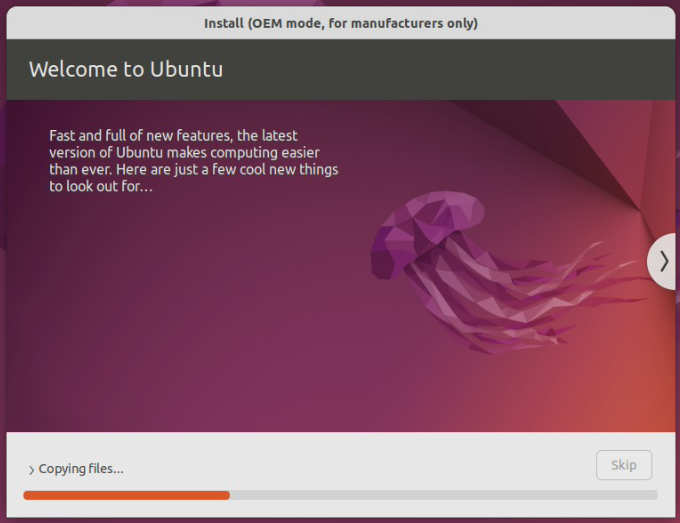 Install (OEM mode, for manufacturers only)
Welcome to Ubuntu
Fast and full of new features, the latest
version of Ubuntu makes computing easier
than ever. Here are just a few cool new things
to look out for…
Copying files...
Skip